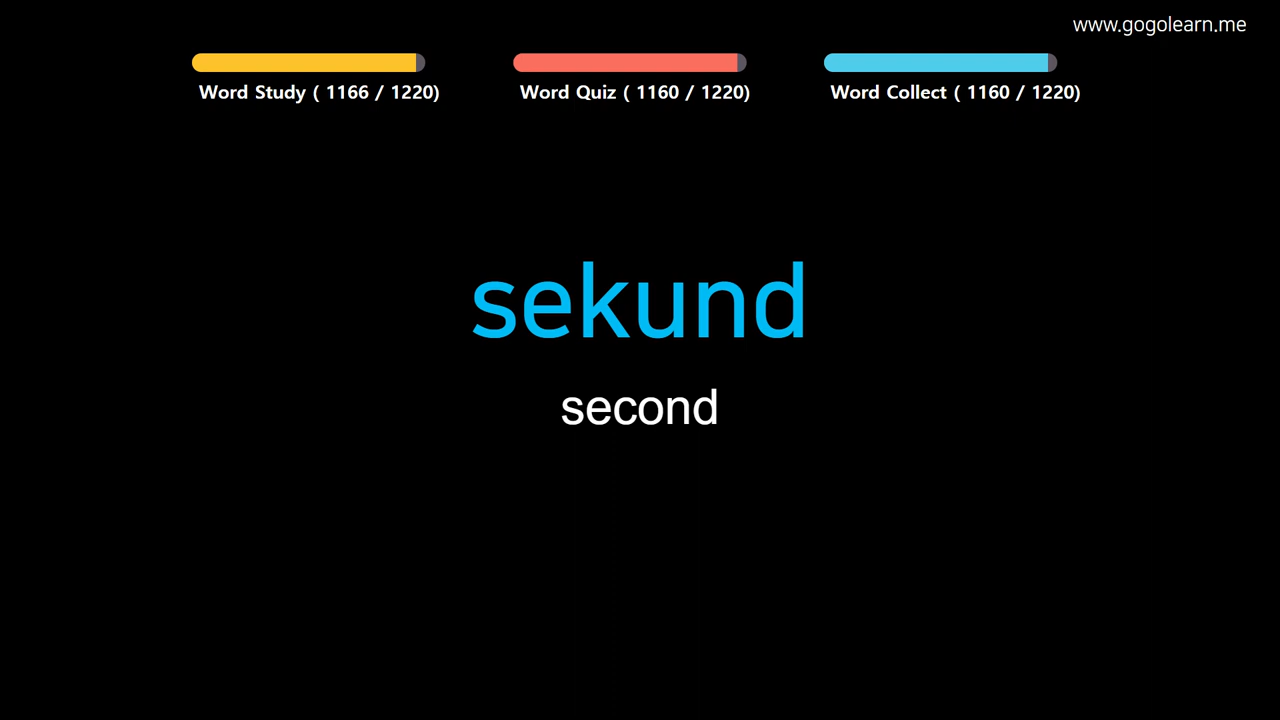 www.gogolearn.me
Word Study ( 1166 / 1220)
Word Quiz ( 1160 / 1220)
Word Collect ( 1160 / 1220)
sekund
second